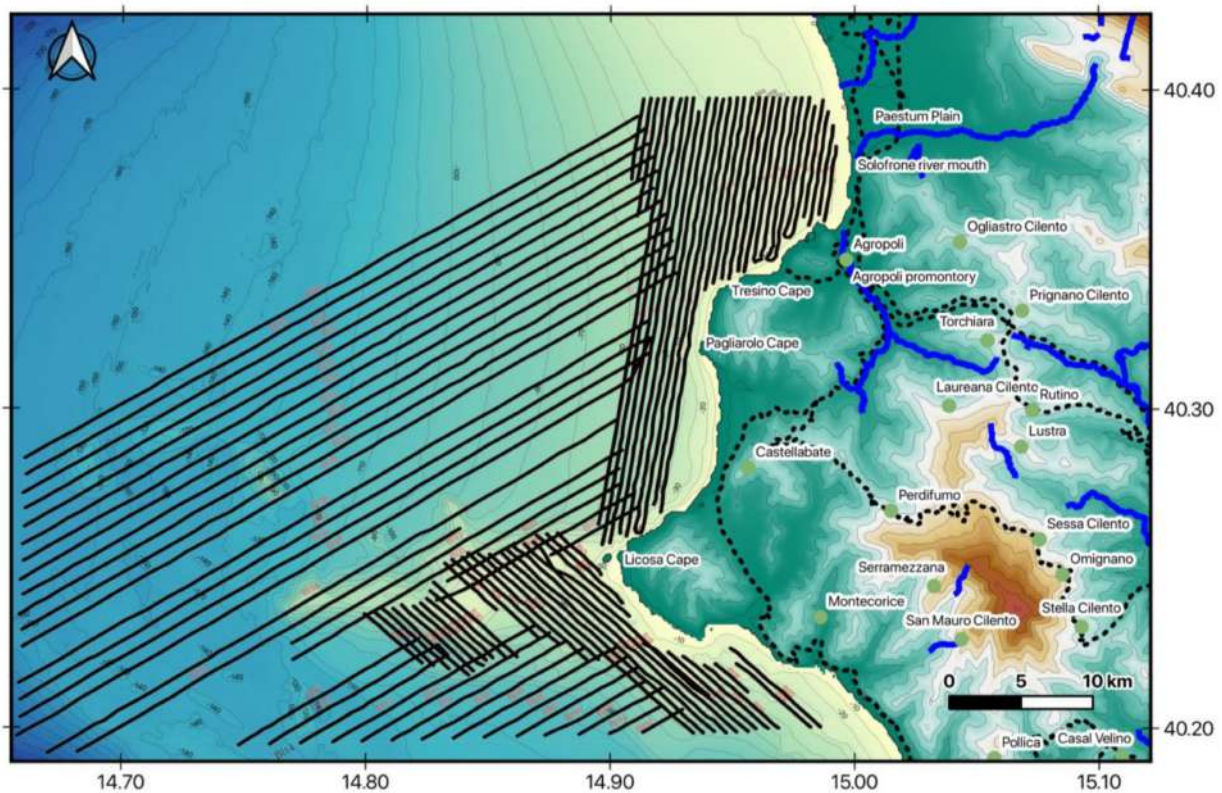 40.40
Paestum Plain
Solofrone river mouth
Ogliastro Cilento
Agropoli
Agropoli promontory
Tresino Cape
Prignano Cilento
Torchiara
Pagliarolo Cape
Laureana Cilento
Rutino
40.30
Lustra
Castellabate
Perdifumo
Sessa Cilento
Licosa Cape
Serramezzana
Omignano
Montecorice
Stella Cilento
San Mauro Cilento
0 5 10 km
40.20
Pollica
Casal Velino
14.70 14.80 14.90 15.00 15.10